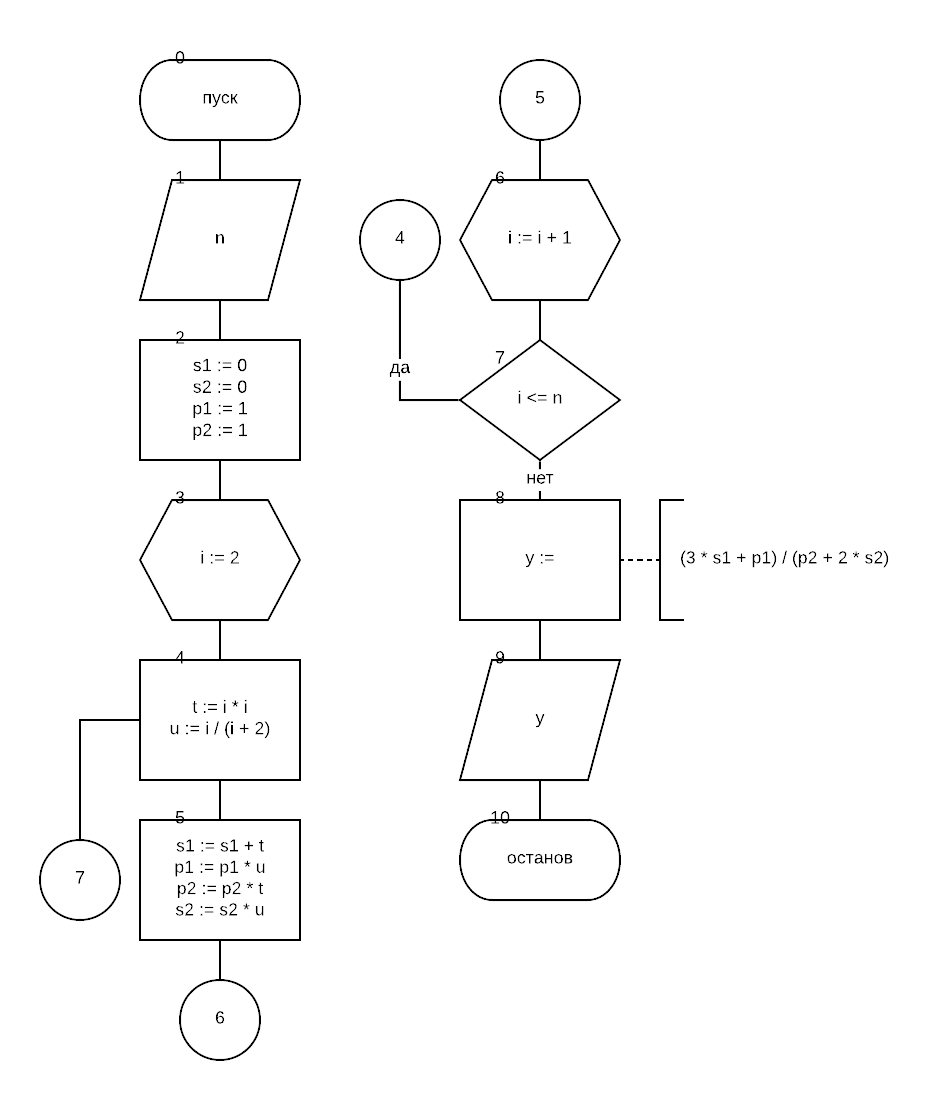 0
пуск
1
n
2
s1 := 0
s2 := 0
p1 := 1
p2 := 1
3
i := 2
4
t := i * i
u := i / (i + 2)
7
5
s1 := s1 + t
p1 := p1 * u
p2 := p2 * t
s2 := s2 * u
6
5
6
i := i + 1
4
да
7
i <= n
нет
8
y :=
(3 * s1 + p1) / (p2 + 2 * s2)
9
y
10
останов